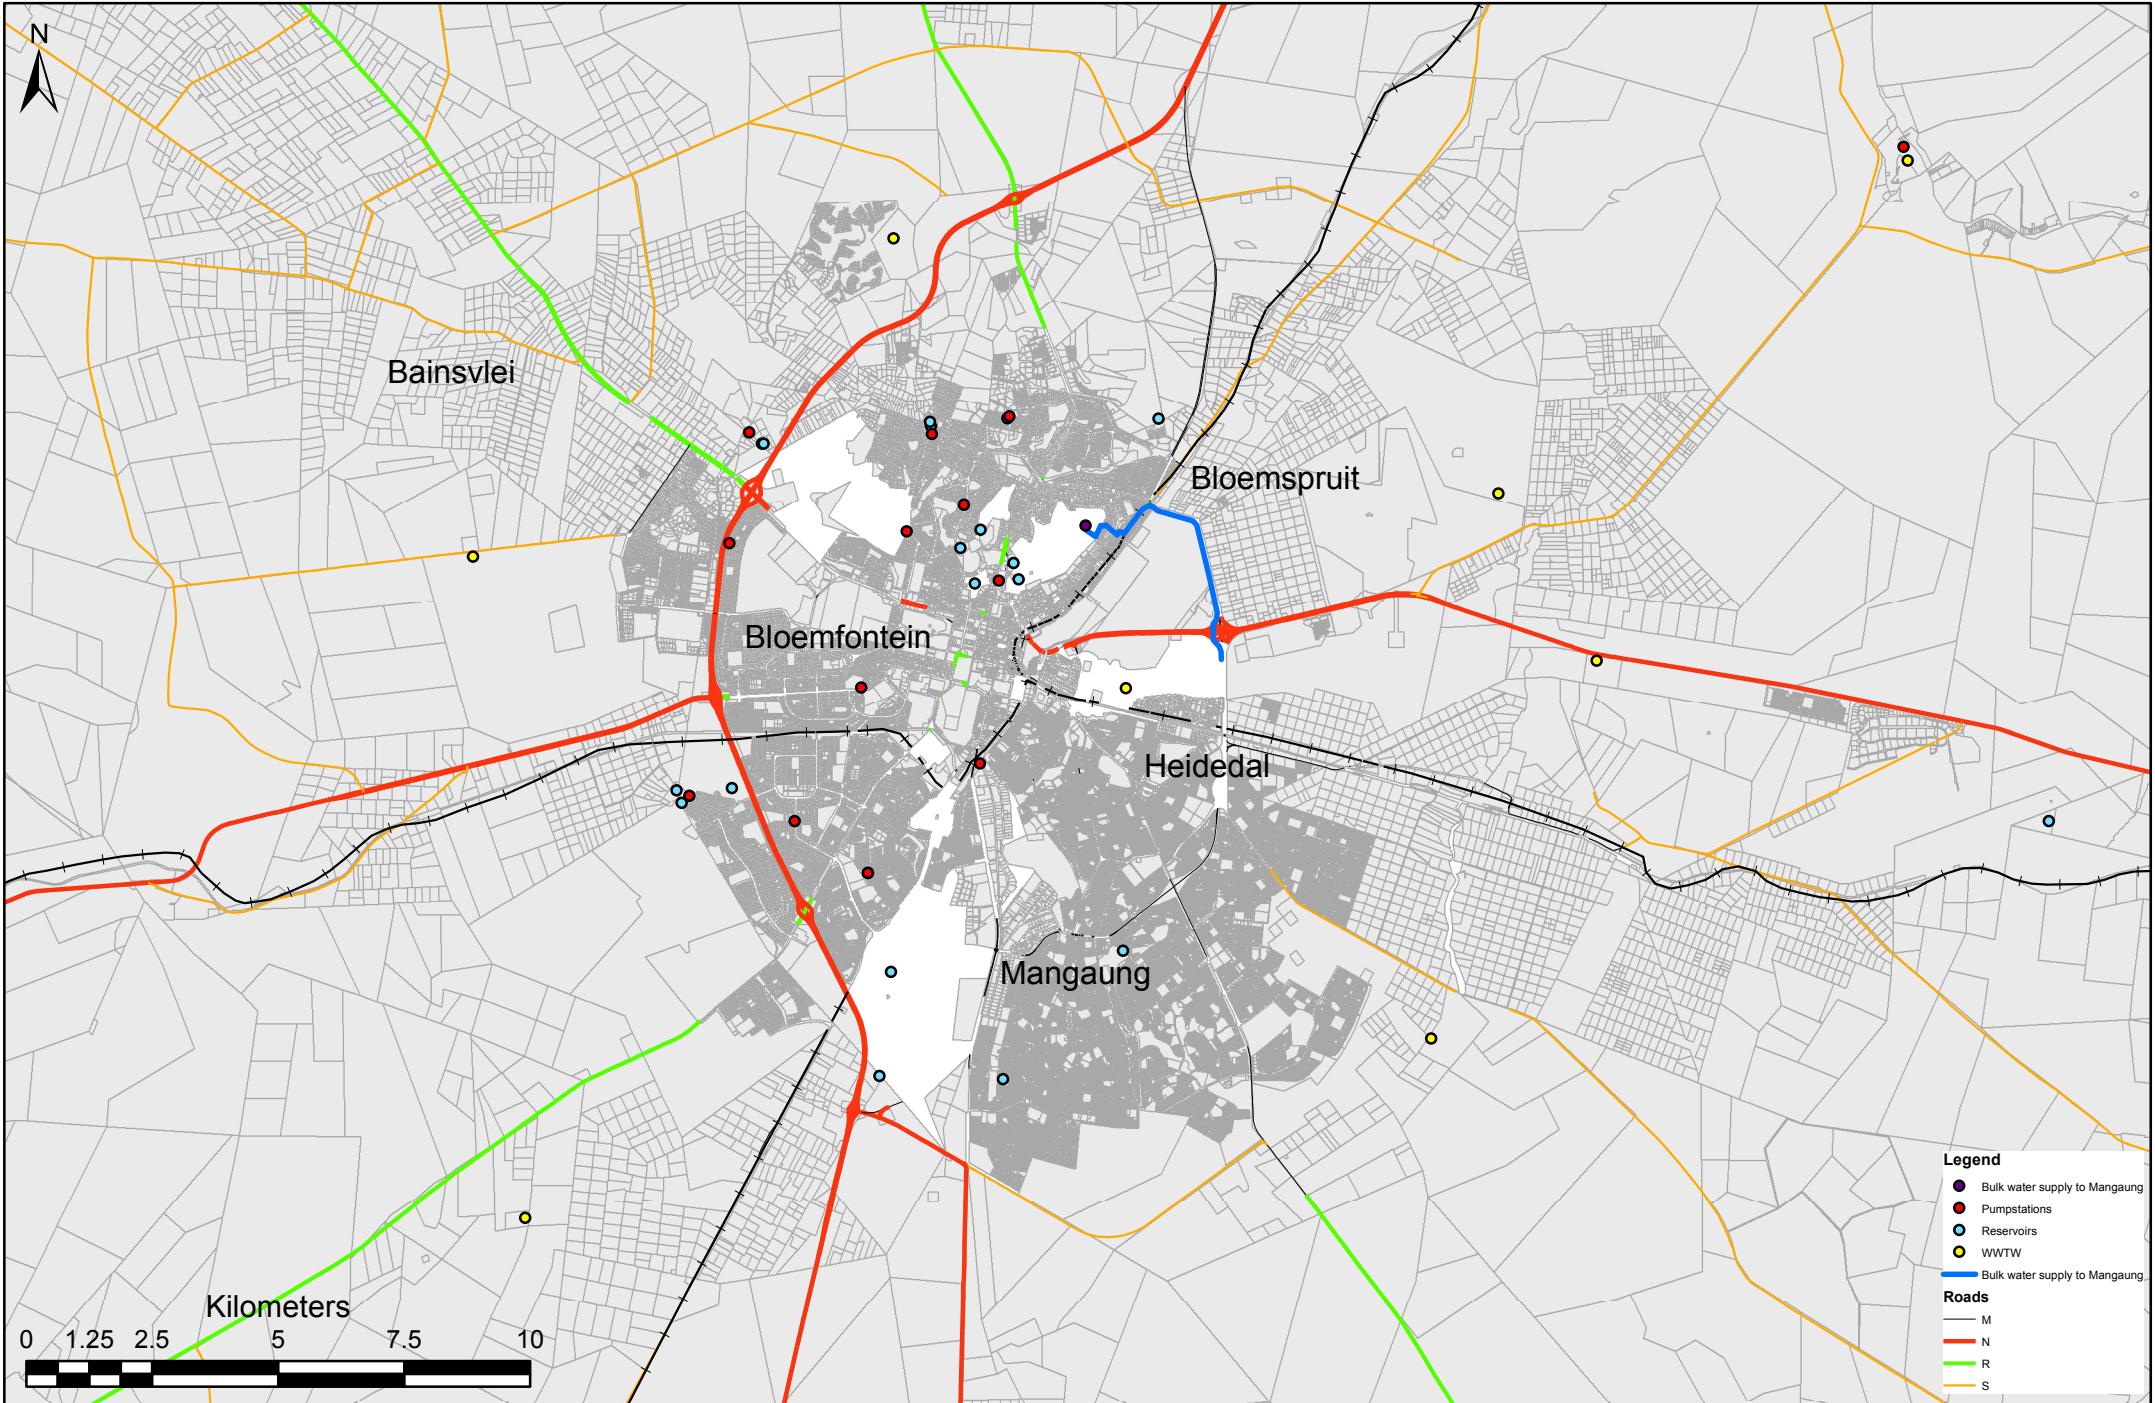 N
Bainsvlei
Bloemspruit
Bloemfontein
Heidedal
Mangaung
Kilometers
0 1.25 2.5 5 7.5 10
Legend
Bulk water supply to Mangaung
Pumpstations
Reservoirs
WWTW
Bulk water supply to Mangaung
Roads
M
N
R
S